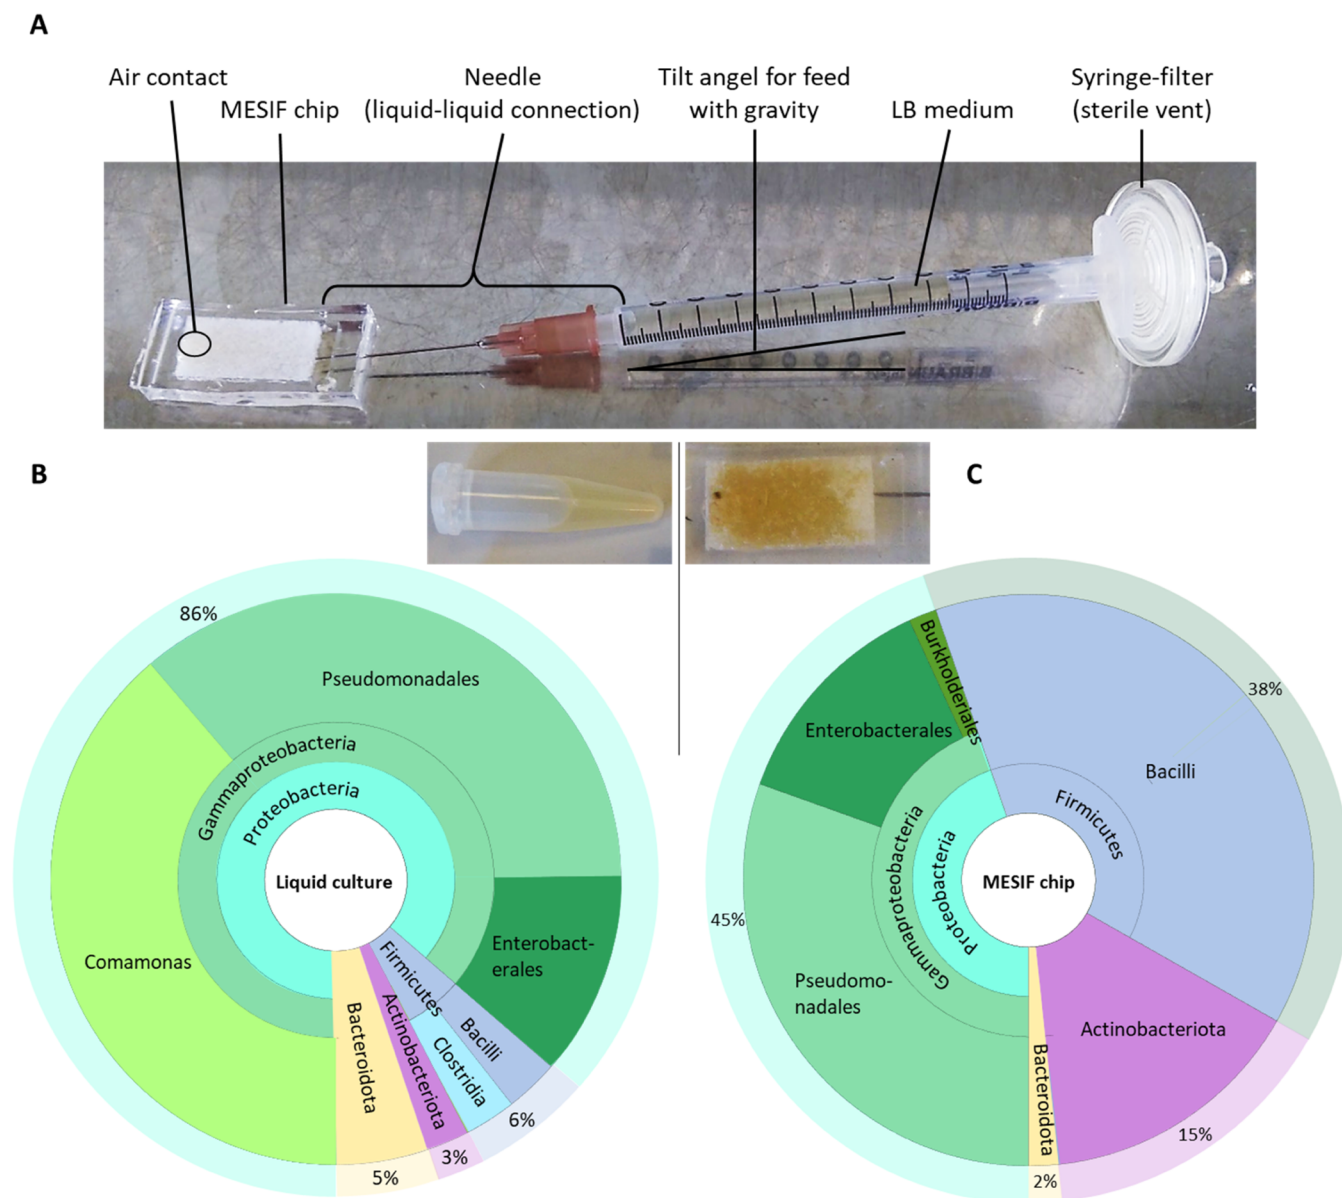 A
Air contact
MESIF chip
Needle
(liquid-liquid connection)
Tilt angel for feed
with gravity
LB medium
Syringe-filter
(sterile vent)
B
C
86%
Pseudomonadales
Gammaproteobacteria
Proteobacteria
Liquid culture
Comamonas
Enterobact-
erales
Firmicutes
Bacilli
Clostridia
Actinobacteriota
Bacteroidota
6%
3%
5%
Burkholderiales
Enterobacterales
38%
Bacilli
Firmicutes
Gammaproteobacteria
Proteobacteria
MESIF chip
45%
Pseudomo-
nadales
Actinobacteriota
Bacteroidota
15%
2%